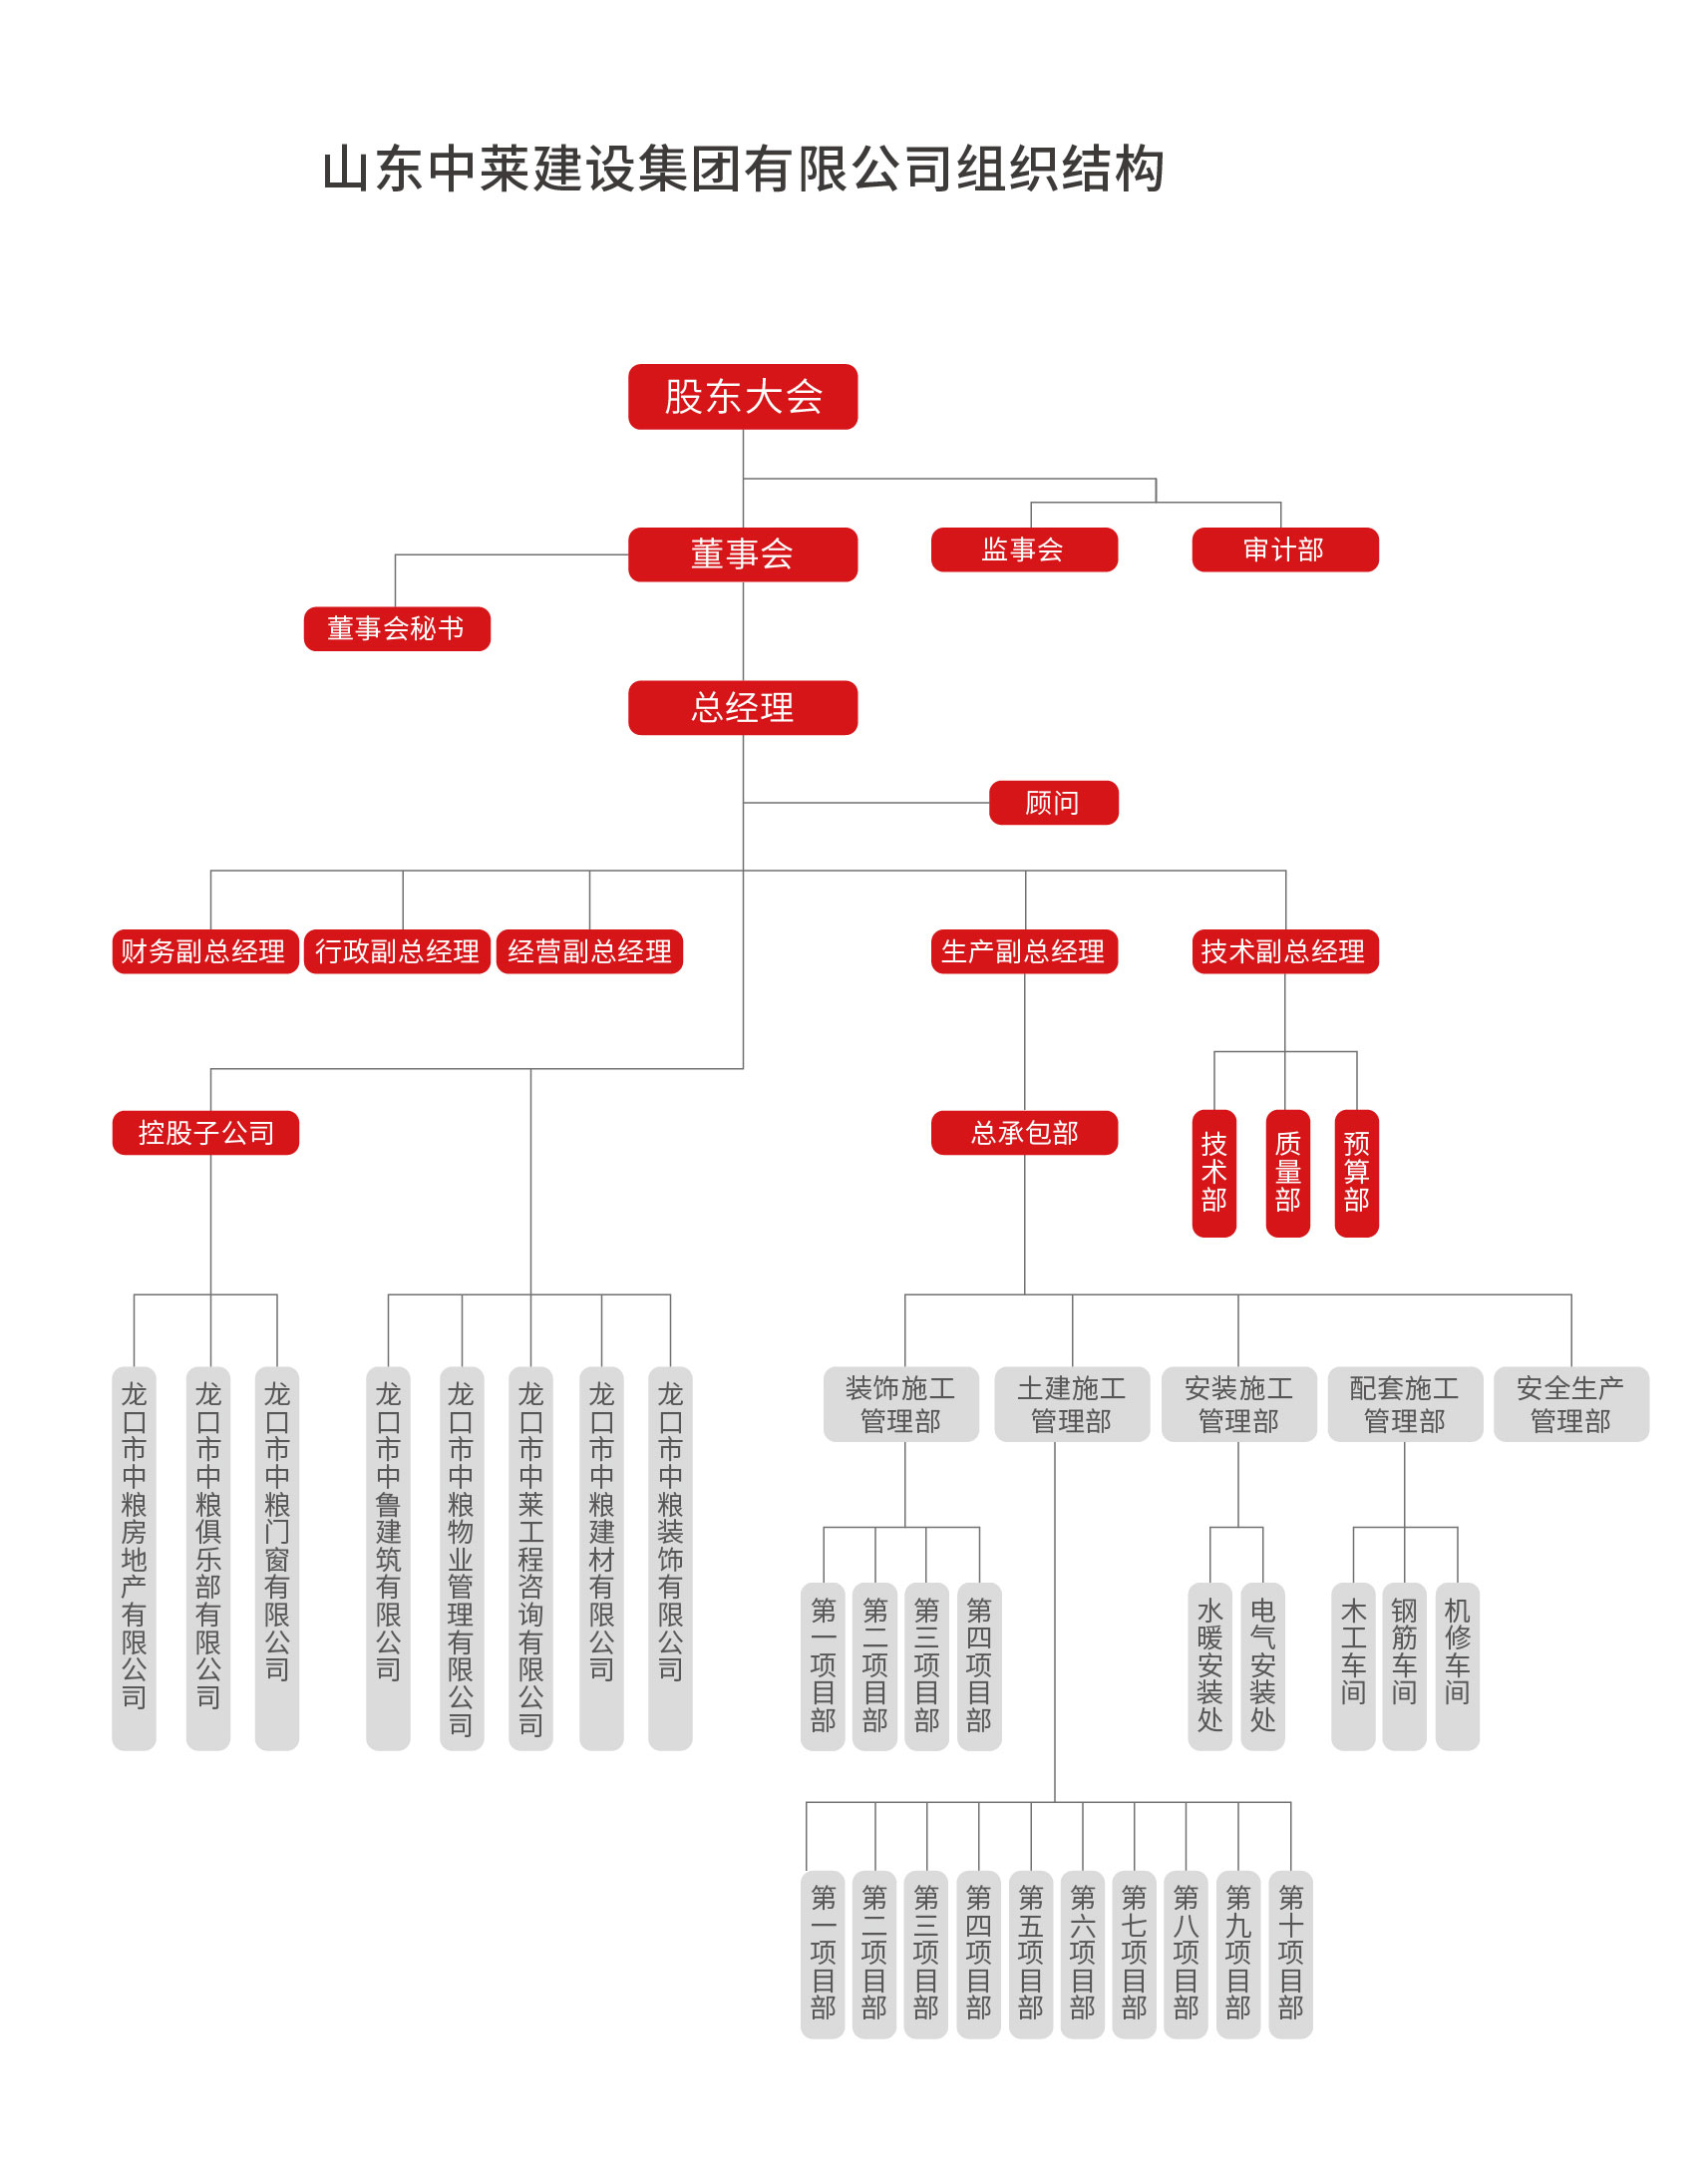 山东中莱建设集团有限公司组织结构
股东大会
董事会
监事会
审计部
董事会秘书
总经理
顾问
财务副总经理
行政副总经理
经营副总经理
生产副总经理
技术副总经理
控股子公司
总承包部
技术部
质量部
预算部
龙口市中粮房地产有限公司
龙口市中粮俱乐部有限公司
龙口市中粮门窗有限公司
龙口市中鲁建筑有限公司
龙口市中粮物业管理有限公司
龙口市中莱工程咨询有限公司
龙口市中粮建材有限公司
龙口市中粮装饰有限公司
装饰施工
管理部
土建施工
管理部
安装施工
管理部
配套施工
管理部
安全生产
管理部
第一项目部
第二项目部
第三项目部
第四项目部
水暖安装处
电气安装处
木工车间
钢筋车间
机修车间
第一项目部
第二项目部
第三项目部
第四项目部
第五项目部
第六项目部
第七项目部
第八项目部
第九项目部
第十项目部